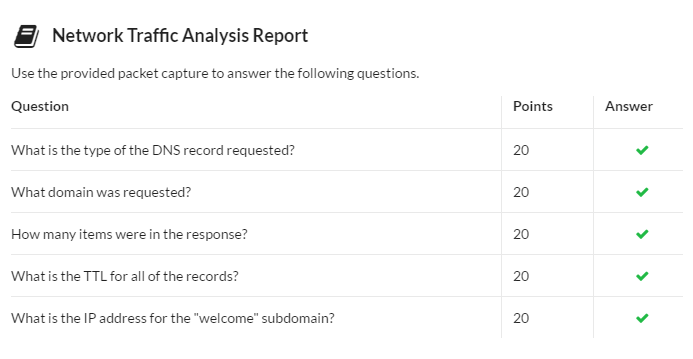 Network Traffic Analysis Report
Use the provided packet capture to answer the following questions.
Question Points Answer
What is the type of the DNS record requested? 20
What domain was requested? 20
How many items were in the response? 20
What is the TTL for all of the records? 20
What is the IP address for the "welcome" subdomain? 20